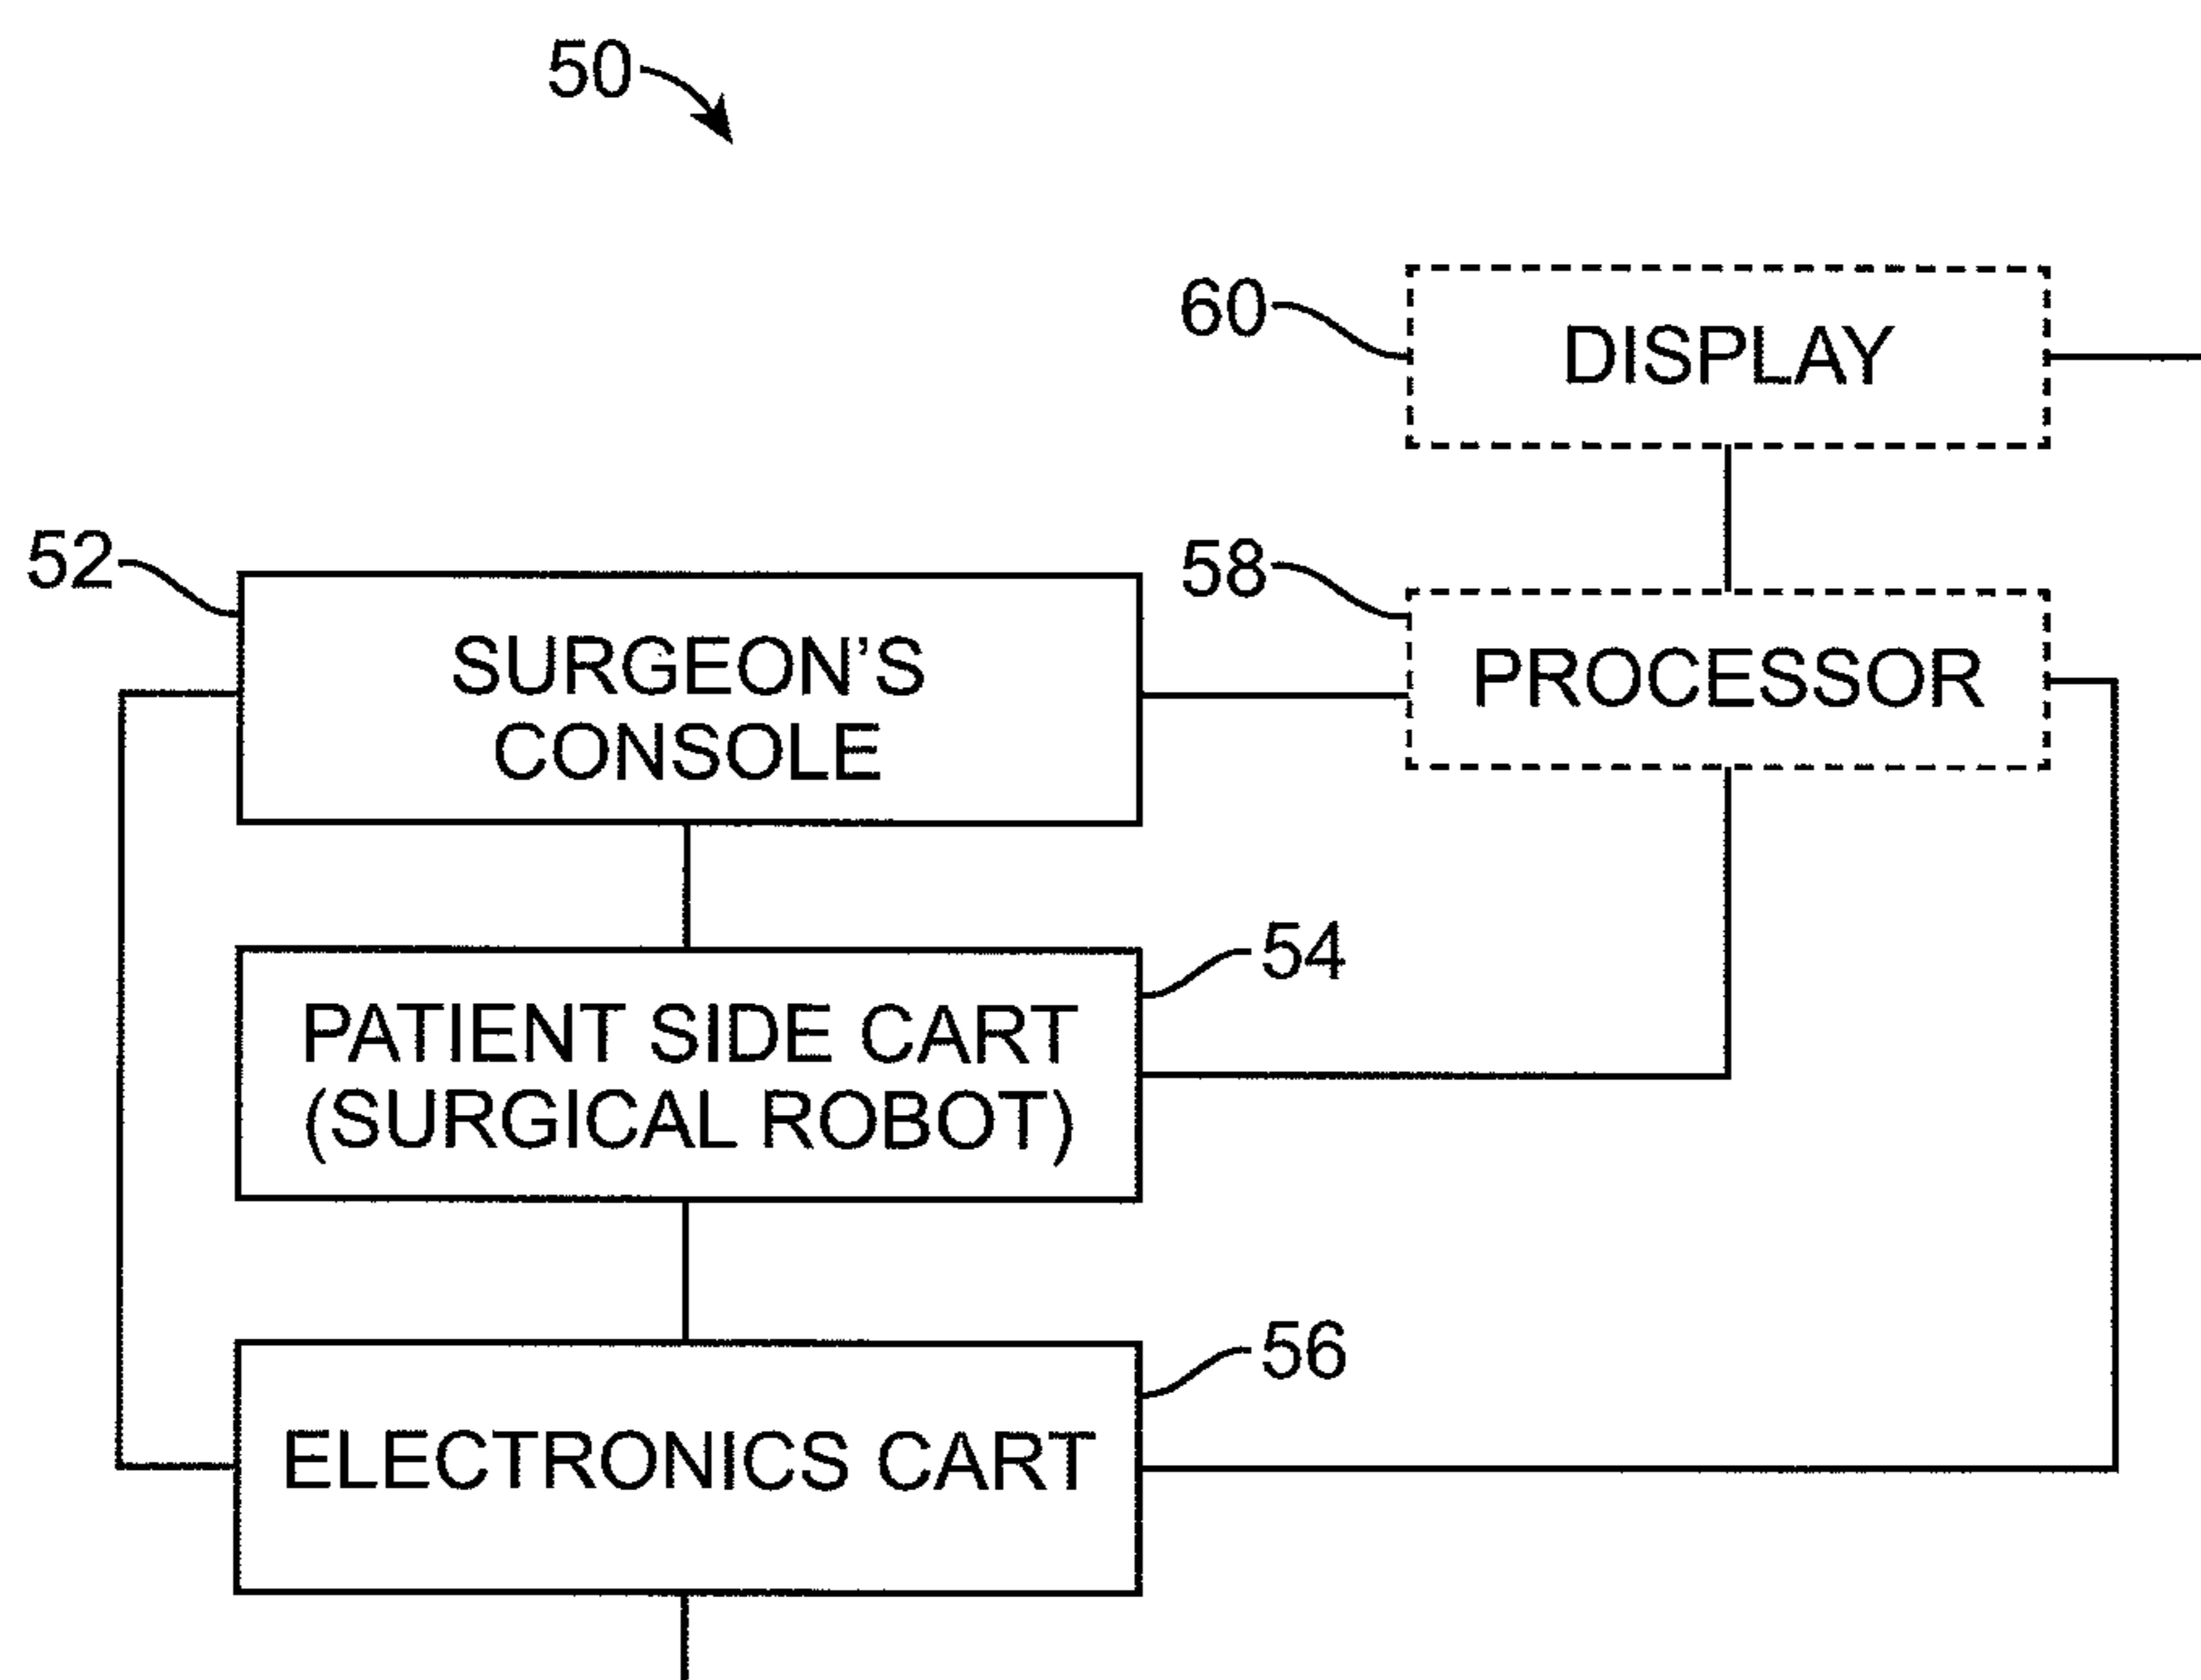 50
60
DISPLAY
52
58
SURGEON’S
CONSOLE
PROCESSOR
54
PATIENT SIDE CART
(SURGICAL ROBOT)
56
ELECTRONICS CART